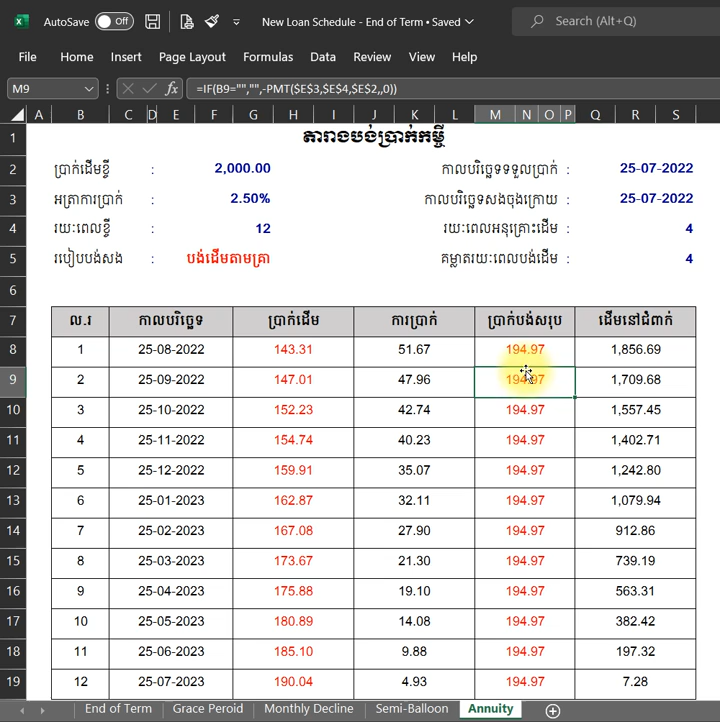 AutoSave Off New Loan Schedule - End of Term • Saved Search (Alt+Q)
File Home Insert Page Layout Formulas Data Review View Help
M9 fx =IF(B9="","",-PMT($E$3,$E$4,$E$2,,0))
A B C D E F G H I J K L M N O P Q R S
1 តារាងបង់ប្រាក់កម្ចី
2 ប្រាក់ដើមខ្ចី : 2,000.00 កាលបរិច្ឆេទទទួលប្រាក់ : 25-07-2022
3 អត្រាការប្រាក់ : 2.50% កាលបរិច្ឆេទសងចុងក្រោយ : 25-07-2022
4 រយៈពេលខ្ចី : 12 រយៈពេលអនុគ្រោះដើម : 4
5 របៀបបង់សង : បង់ដើមតាមគ្រា គម្លាតរយៈពេលបង់ដើម : 4
6
7 ល.រ កាលបរិច្ឆេទ ប្រាក់ដើម ការប្រាក់ ប្រាក់បង់សរុប ដើមនៅជំពាក់
8 1 25-08-2022 143.31 51.67 194.97 1,856.69
9 2 25-09-2022 147.01 47.96 194.97 1,709.68
10 3 25-10-2022 152.23 42.74 194.97 1,557.45
11 4 25-11-2022 154.74 40.23 194.97 1,402.71
12 5 25-12-2022 159.91 35.07 194.97 1,242.80
13 6 25-01-2023 162.87 32.11 194.97 1,079.94
14 7 25-02-2023 167.08 27.90 194.97 912.86
15 8 25-03-2023 173.67 21.30 194.97 739.19
16 9 25-04-2023 175.88 19.10 194.97 563.31
17 10 25-05-2023 180.89 14.08 194.97 382.42
18 11 25-06-2023 185.10 9.88 194.97 197.32
19 12 25-07-2023 190.04 4.93 194.97 7.28
End of Term Grace Peroid Monthly Decline Semi-Balloon Annuity